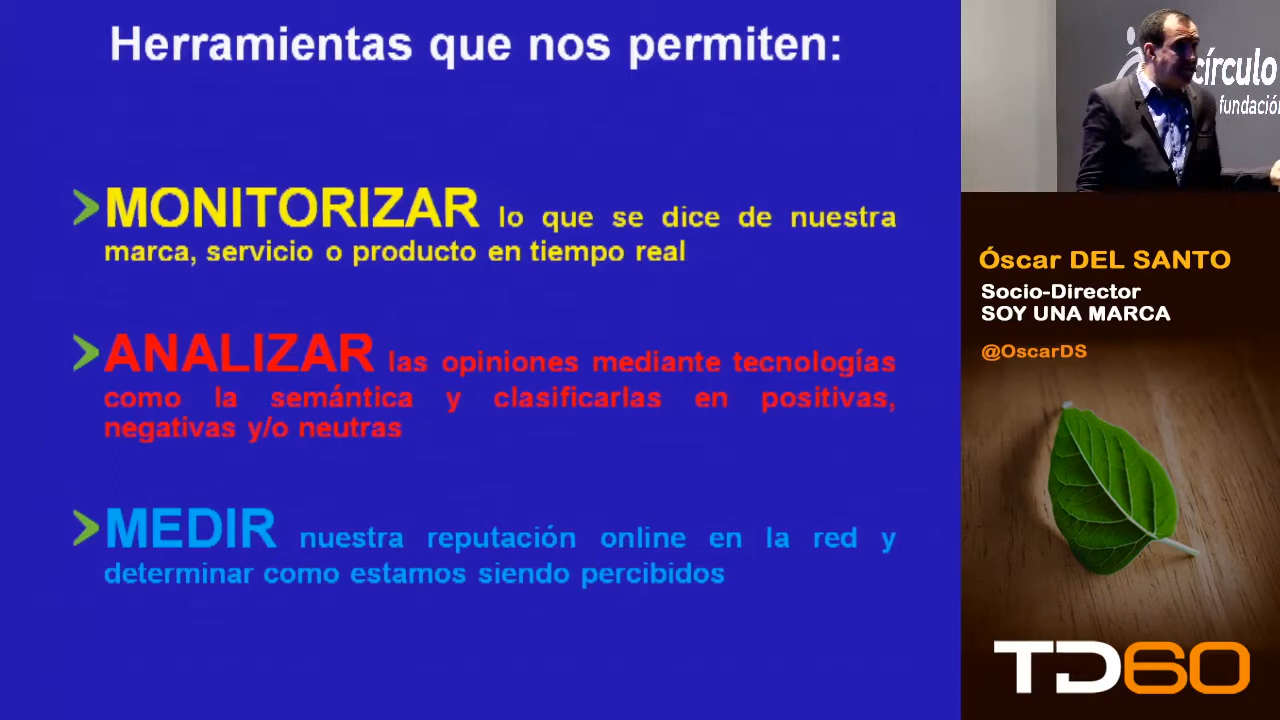 Herramientas que nos permiten:
MONITORIZAR lo que se dice de nuestra
marca, servicio o producto en tiempo real
ANALIZAR las opiniones mediante tecnologías
como la semántica y clasificarlas en positivas,
negativas y/o neutras
MEDIR nuestra reputación online en la red y
determinar como estamos siendo percibidos
círculo
fundación
Óscar DEL SANTO
Socio-Director
SOY UNA MARCA
@OscarDS
TD60